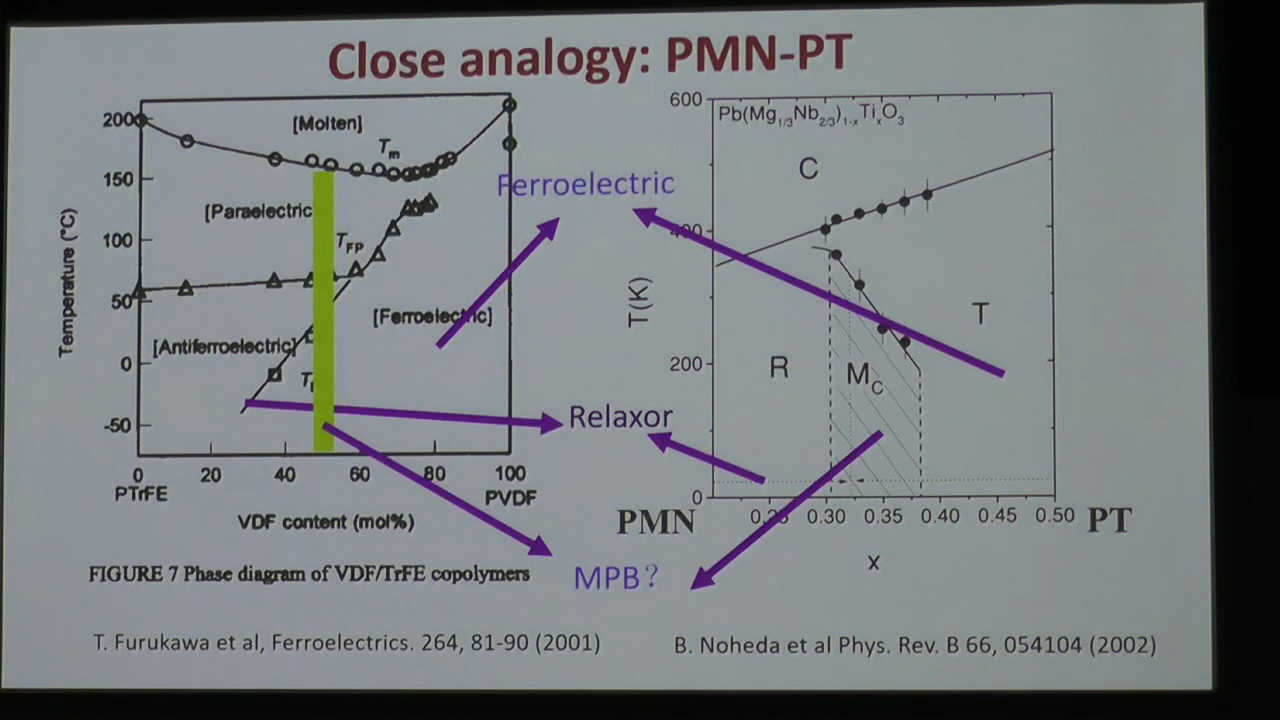 Close analogy: PMN-PT
200
150
100
50
0
-50
Temperature (°C)
[Molten]
Tm
[Paraelectric
TFP
[Ferroelectric]
[Antiferroelectric]
0
20
40
60
80
100
PTrFE
PVDF
VDF content (mol%)
FIGURE 7 Phase diagram of VDF/TrFE copolymers
T. Furukawa et al, Ferroelectrics. 264, 81-90 (2001)
Ferroelectric
Relaxor
MPB?
600
400
200
0
T(K)
Pb(Mg1/3Nb2/3)1-xTixO3
C
T
R
MC
PMN
0.25
0.30
0.35
0.40
0.45
0.50
PT
x
B. Noheda et al Phys. Rev. B 66, 054104 (2002)